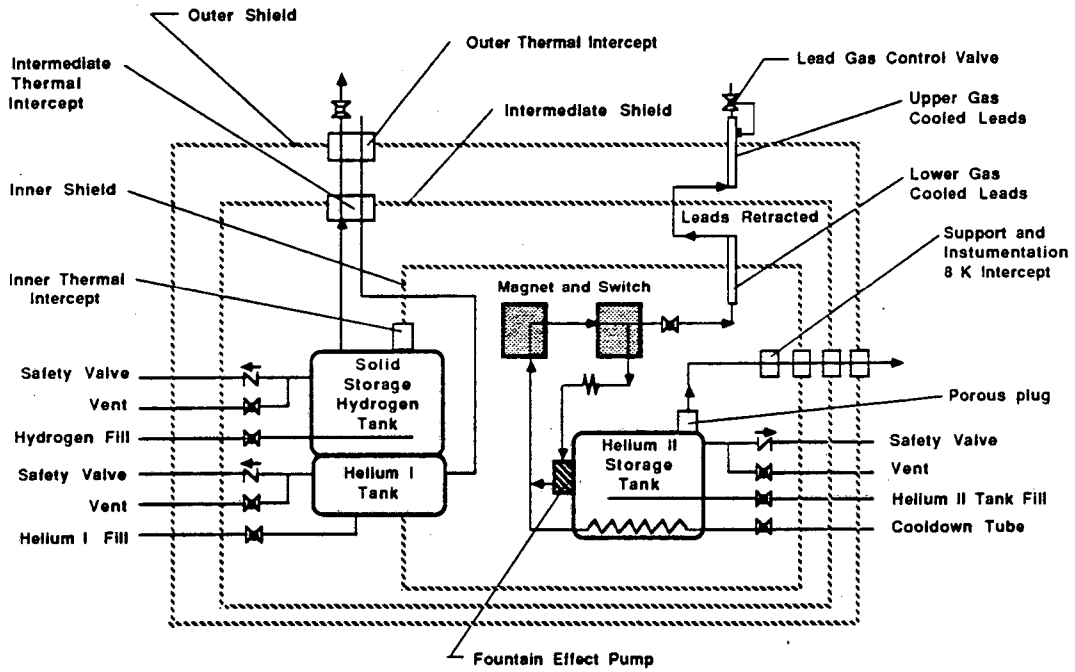 Outer Shield
Outer Thermal Intercept
Lead Gas Control Valve
Intermediate
Thermal
Intercept
Intermediate Shield
Upper Gas
Cooled Leads
Inner Shield
Lower Gas
Cooled Leads
Leads Retracted
Support and
Instumentation
8 K Intercept
Inner Thermal
Intercept
Magnet and Switch
Safety Valve
Vent
Hydrogen Fill
Solid
Storage
Hydrogen
Tank
Porous plug
Safety Valve
Vent
Helium I Fill
Helium I
Tank
Helium II
Storage
Tank
Safety Valve
Vent
Helium II Tank Fill
Cooldown Tube
Fountain Effect Pump